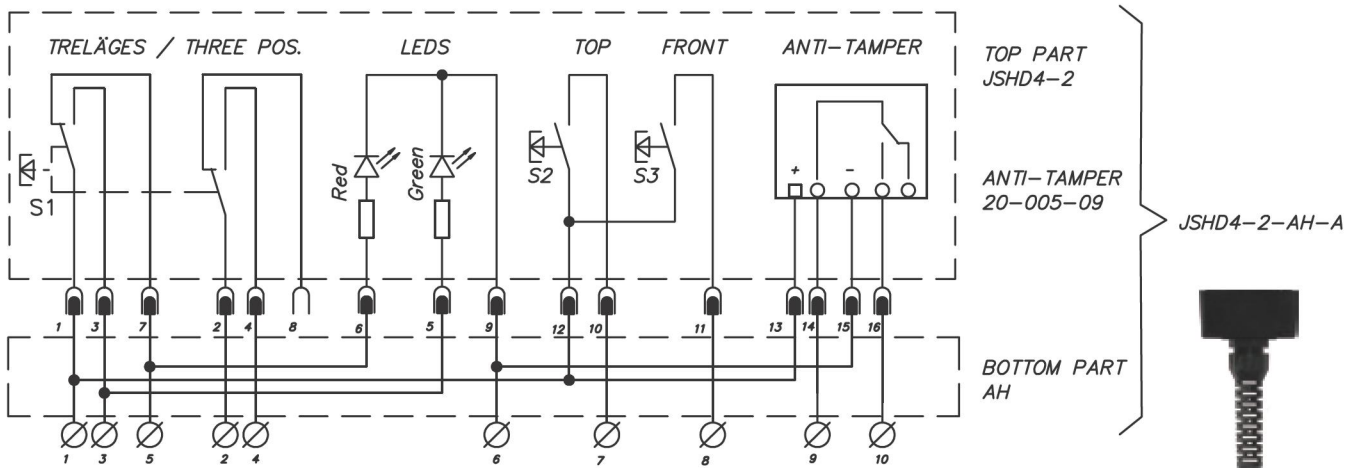 TRELÄGES / THREE POS.
LEDS
TOP
FRONT
ANTI-TAMPER
TOP PART
JSHD4-2
S1
Red
Green
S2
S3
+
-
ANTI-TAMPER
20-005-09
JSHD4-2-AH-A
1 3 7 2 4 8 6 5 9 12 10 11 13 14 15 16
BOTTOM PART
AH
1 3 5 2 4 6 7 8 9 10